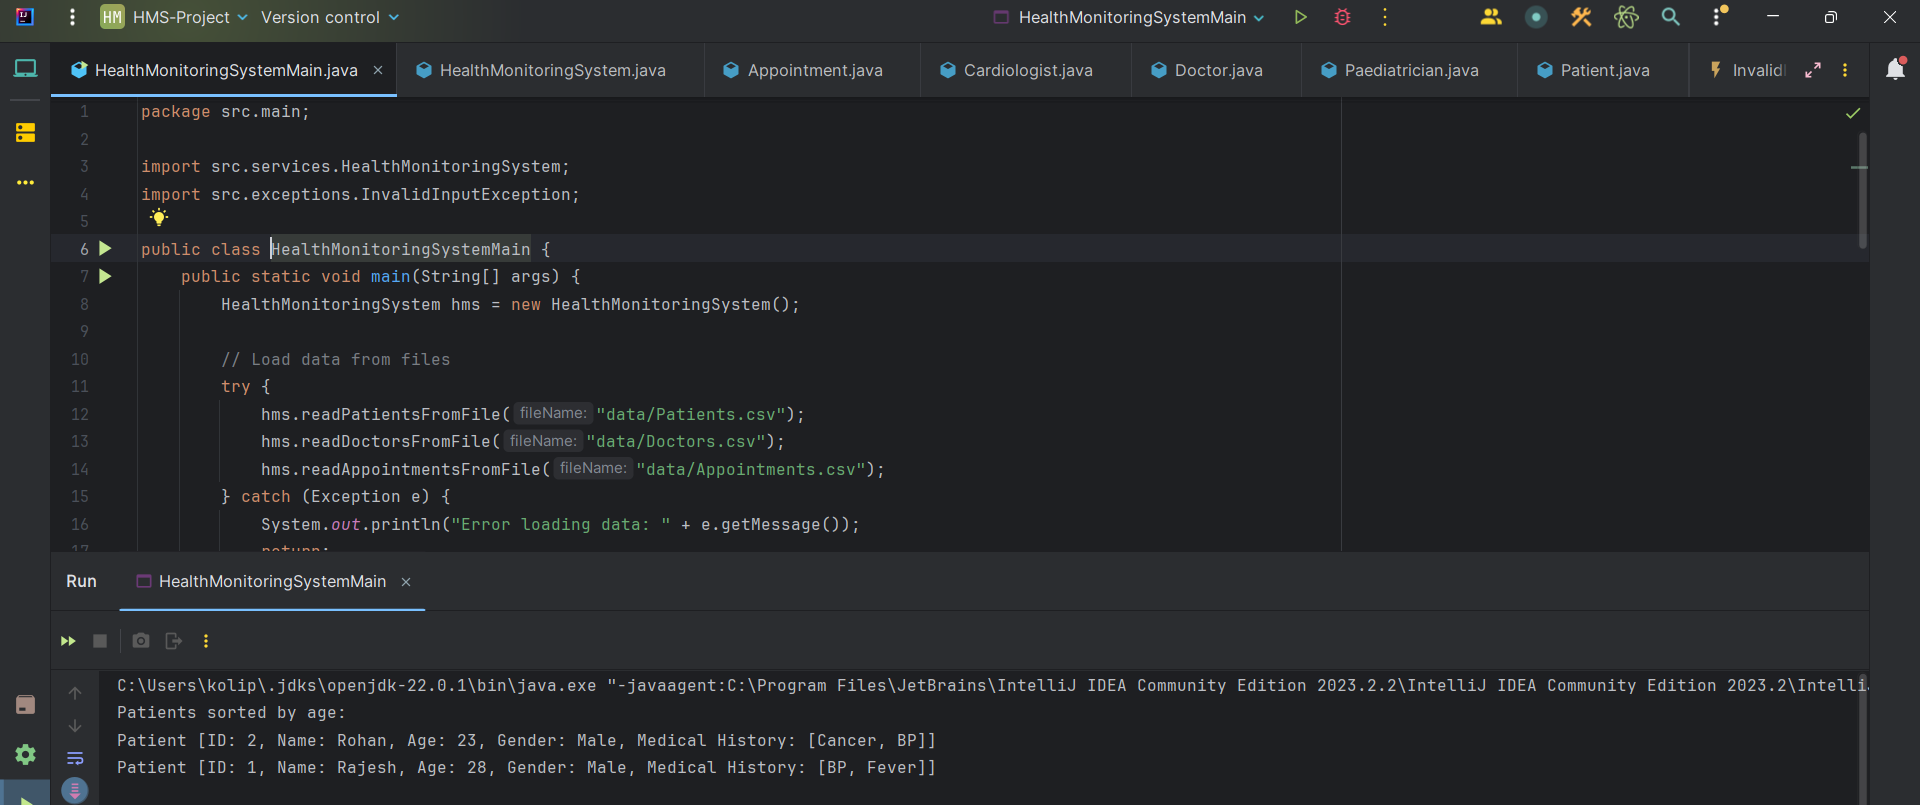 HM HMS-Project Version control HealthMonitoringSystemMain
HealthMonitoringSystemMain.java HealthMonitoringSystem.java Appointment.java Cardiologist.java Doctor.java Paediatrician.java Patient.java InvalidI
1 package src.main;
2
3 import src.services.HealthMonitoringSystem;
4 import src.exceptions.InvalidInputException;
5
6 public class HealthMonitoringSystemMain {
7 public static void main(String[] args) {
8 HealthMonitoringSystem hms = new HealthMonitoringSystem();
9
10 // Load data from files
11 try {
12 hms.readPatientsFromFile( fileName: "data/Patients.csv");
13 hms.readDoctorsFromFile( fileName: "data/Doctors.csv");
14 hms.readAppointmentsFromFile( fileName: "data/Appointments.csv");
15 } catch (Exception e) {
16 System.out.println("Error loading data: " + e.getMessage());
17 return;
Run HealthMonitoringSystemMain
C:\Users\kolip\.jdks\openjdk-22.0.1\bin\java.exe "-javaagent:C:\Program Files\JetBrains\IntelliJ IDEA Community Edition 2023.2.2\IntelliJ IDEA Community Edition 2023.2\Intelli
Patients sorted by age:
Patient [ID: 2, Name: Rohan, Age: 23, Gender: Male, Medical History: [Cancer, BP]]
Patient [ID: 1, Name: Rajesh, Age: 28, Gender: Male, Medical History: [BP, Fever]]